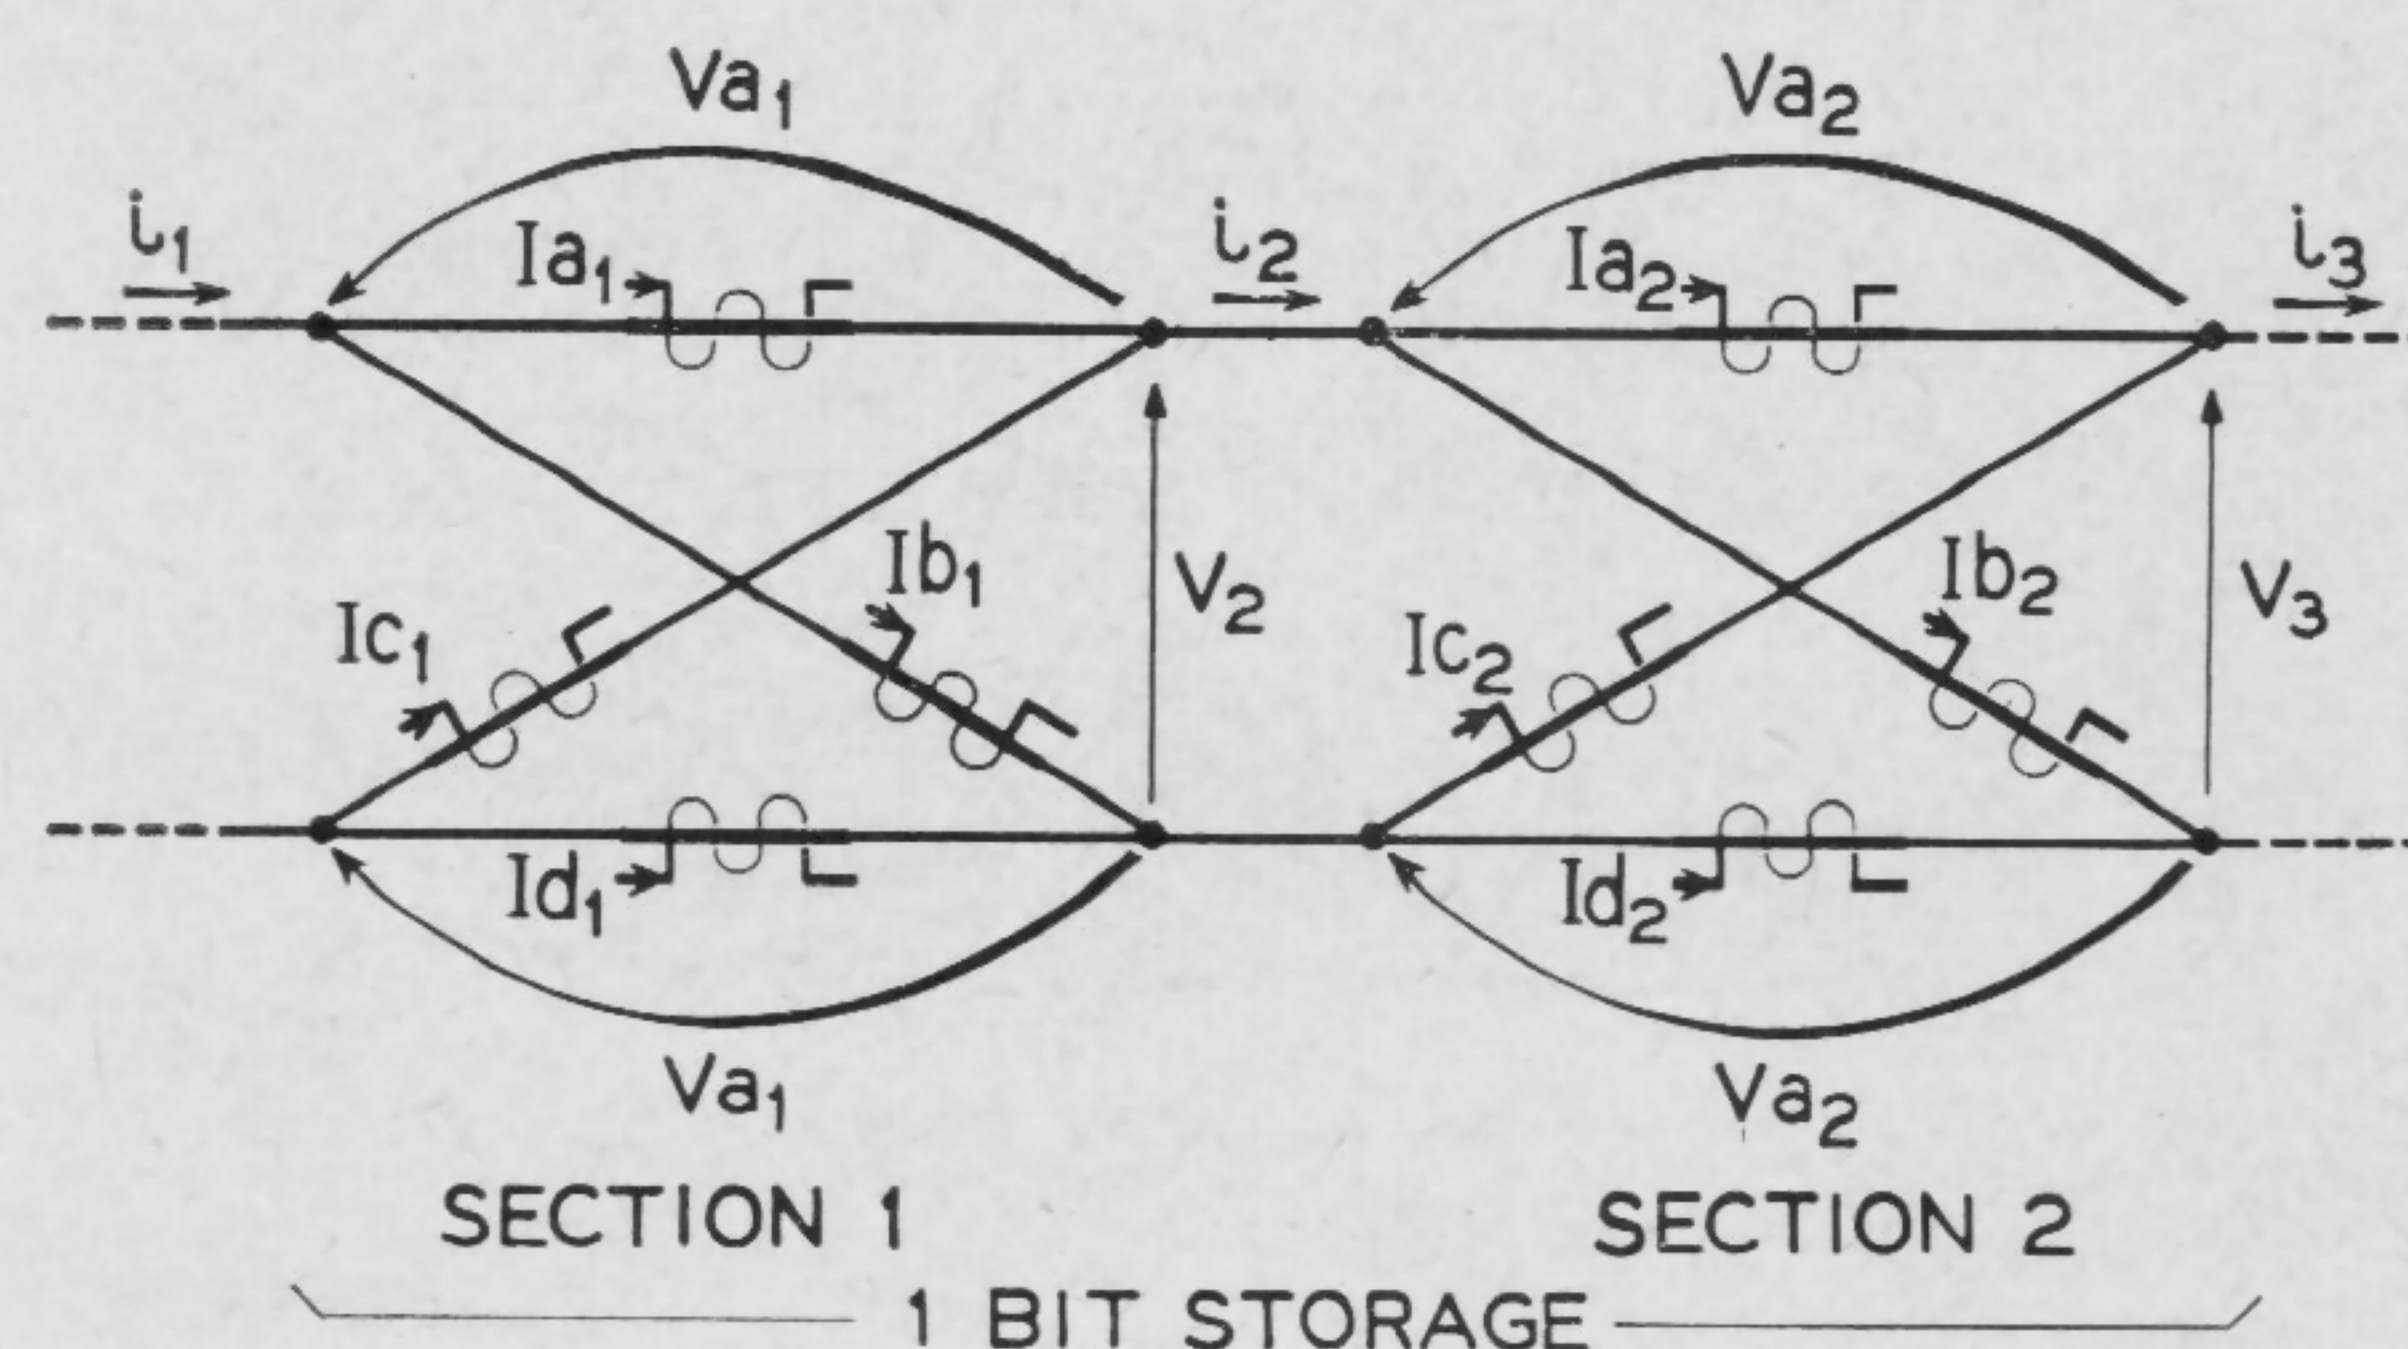 Va₁
Va₂
i₁
Ia₁
i₂
Ia₂
i₃
Ic₁
Ib₁
V₂
Ic₂
Ib₂
V₃
Id₁
Id₂
Va₁
Va₂
SECTION 1
SECTION 2
1 BIT STORAGE